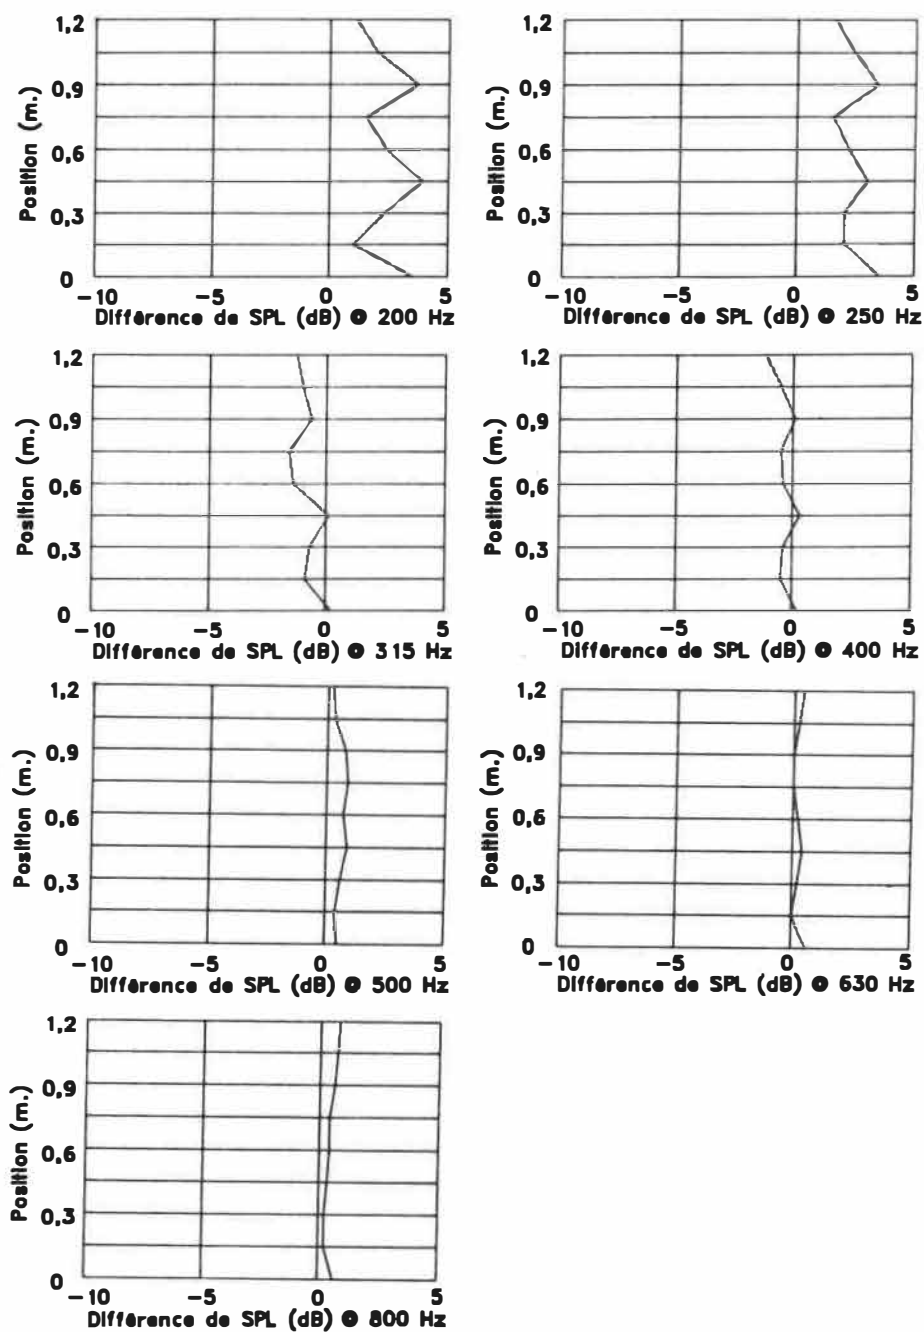 1,2
0,9
0,6
0,3
0
Position (m.)
-10 -5 0 5
Différence de SPL (dB) @ 200 Hz
1,2
0,9
0,6
0,3
0
Position (m.)
-10 -5 0 5
Différence de SPL (dB) @ 250 Hz
1,2
0,9
0,6
0,3
0
Position (m.)
-10 -5 0 5
Différence de SPL (dB) @ 315 Hz
1,2
0,9
0,6
0,3
0
Position (m.)
-10 -5 0 5
Différence de SPL (dB) @ 400 Hz
1,2
0,9
0,6
0,3
0
Position (m.)
-10 -5 0 5
Différence de SPL (dB) @ 500 Hz
1,2
0,9
0,6
0,3
0
Position (m.)
-10 -5 0 5
Différence de SPL (dB) @ 630 Hz
1,2
0,9
0,6
0,3
0
Position (m.)
-10 -5 0 5
Différence de SPL (dB) @ 800 Hz